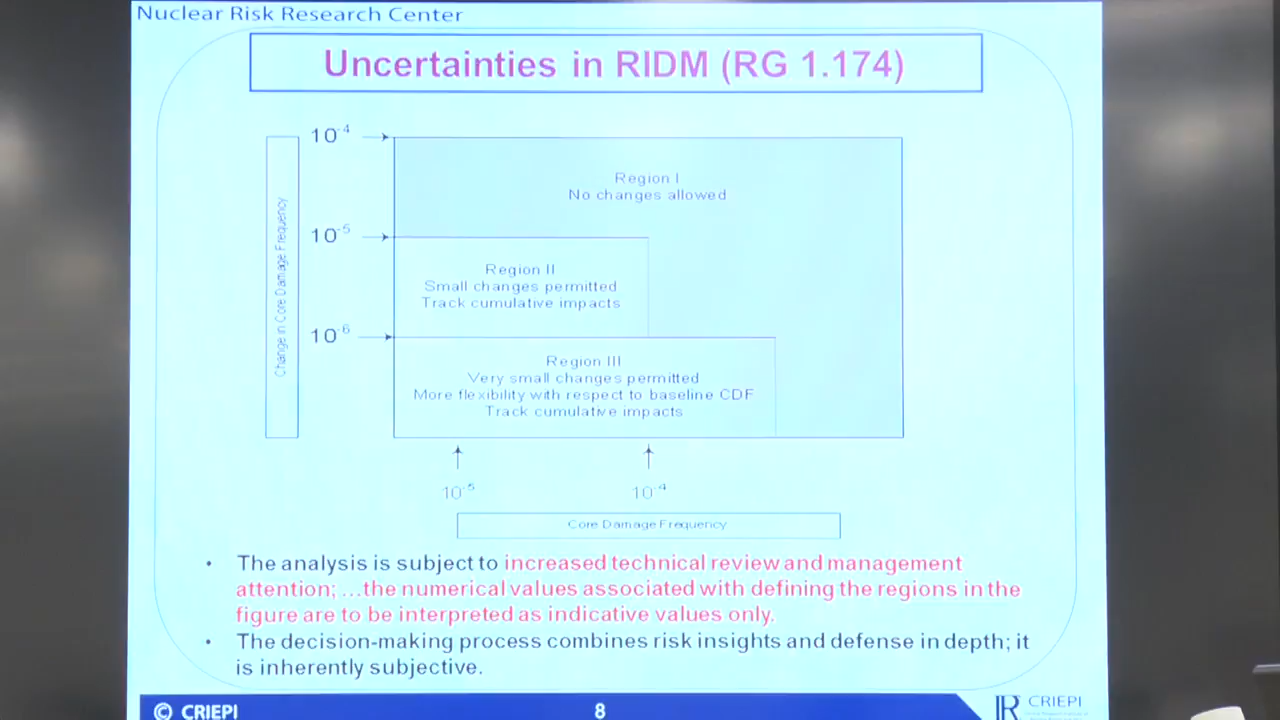 Nuclear Risk Research Center
Uncertainties in RIDM (RG 1.174)
10-4
Region I
No changes allowed
Change in Core Damage Frequency
10-5
Region II
Small changes permitted
Track cumulative impacts
10-6
Region III
Very small changes permitted
More flexibility with respect to baseline CDF
Track cumulative impacts
10-5
10-4
Core Damage Frequency
• The analysis is subject to increased technical review and management
attention; ...the numerical values associated with defining the regions in the
figure are to be interpreted as indicative values only.
• The decision-making process combines risk insights and defense in depth; it
is inherently subjective.
© CRIEPI
8
CRIEPI